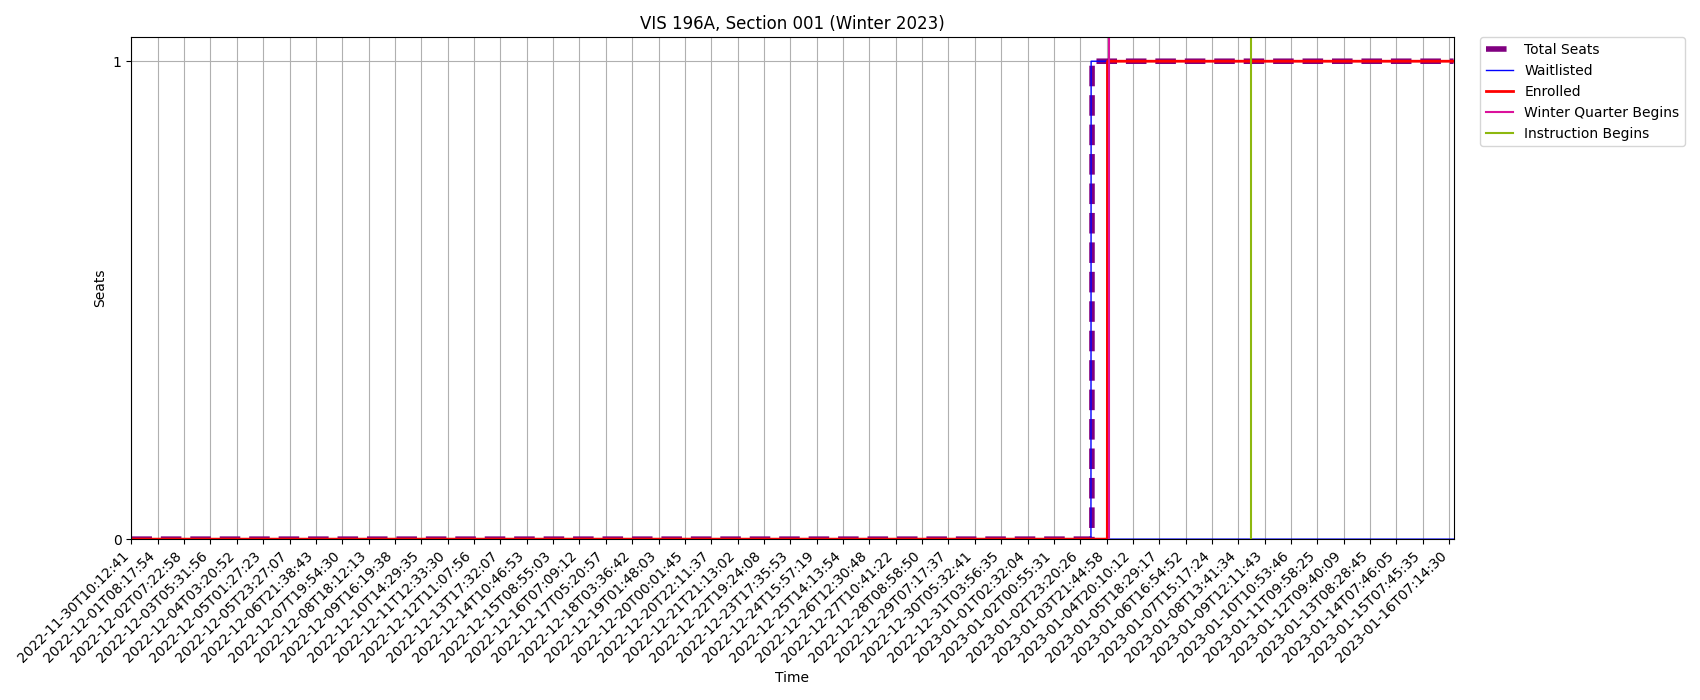 VIS 196A, Section 001 (Winter 2023)
Total Seats
Waitlisted
Enrolled
Winter Quarter Begins
Instruction Begins
1
0
Seats
2022-11-30T10:12:41
2022-12-01T08:17:54
2022-12-02T07:22:58
2022-12-03T05:31:56
2022-12-04T03:20:52
2022-12-05T01:27:23
2022-12-05T23:27:07
2022-12-06T21:38:43
2022-12-07T19:54:30
2022-12-08T18:12:13
2022-12-09T16:19:38
2022-12-10T14:29:35
2022-12-11T12:33:30
2022-12-12T11:07:56
2022-12-13T17:32:07
2022-12-14T10:46:53
2022-12-15T08:55:03
2022-12-16T07:09:12
2022-12-17T05:20:57
2022-12-18T03:36:42
2022-12-19T01:48:03
2022-12-20T00:01:45
2022-12-20T22:11:37
2022-12-21T21:13:02
2022-12-22T19:24:08
2022-12-23T17:35:53
2022-12-24T15:57:19
2022-12-25T14:13:54
2022-12-26T12:30:48
2022-12-27T10:41:22
2022-12-28T08:58:50
2022-12-29T07:17:37
2022-12-30T05:32:41
2022-12-31T03:56:35
2023-01-01T02:32:04
2023-01-02T00:55:31
2023-01-02T23:20:26
2023-01-03T21:44:58
2023-01-04T20:10:12
2023-01-05T18:29:17
2023-01-06T16:54:52
2023-01-07T15:17:24
2023-01-08T13:41:34
2023-01-09T12:11:43
2023-01-10T10:53:46
2023-01-11T09:58:25
2023-01-12T09:40:09
2023-01-13T08:28:45
2023-01-14T07:46:05
2023-01-15T07:45:35
2023-01-16T07:14:30
Time